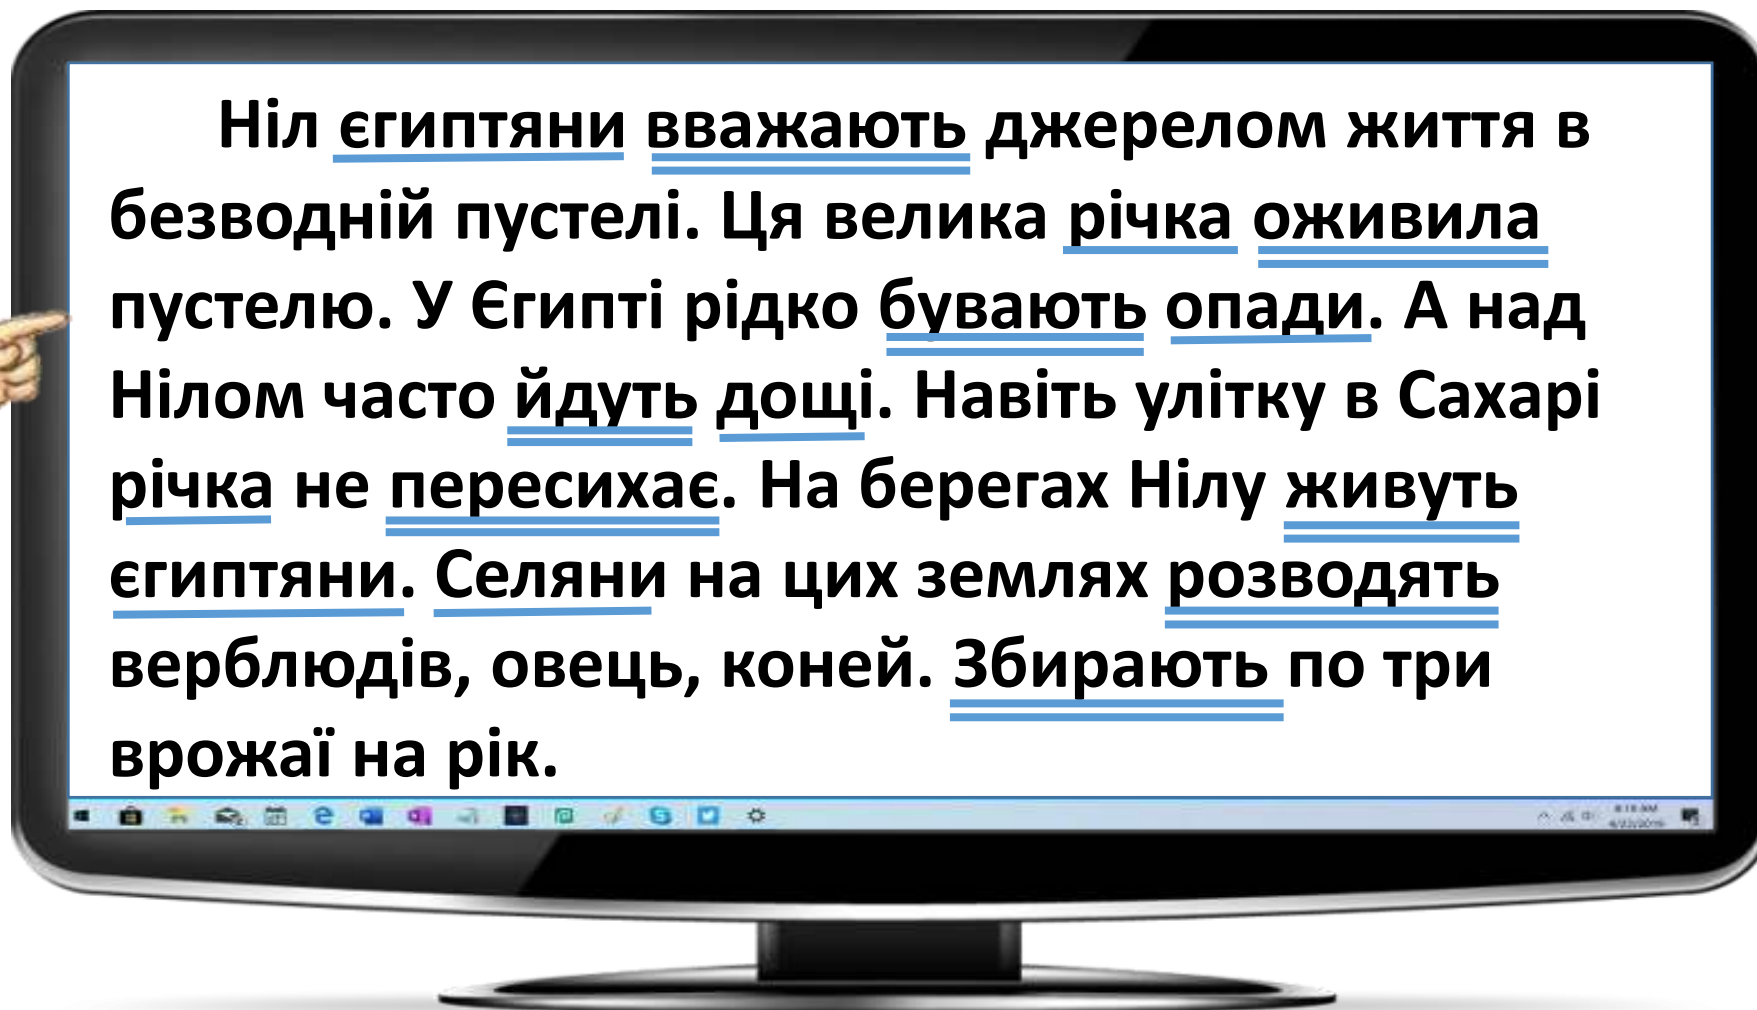 Ніл єгиптяни вважають джерелом життя в
безводній пустелі. Ця велика річка оживила
пустелю. У Єгипті рідко бувають опади. А над
Нілом часто йдуть дощі. Навіть улітку в Сахарі
річка не пересихає. На берегах Нілу живуть
єгиптяни. Селяни на цих землях розводять
верблюдів, овець, коней. Збирають по три
врожаї на рік.